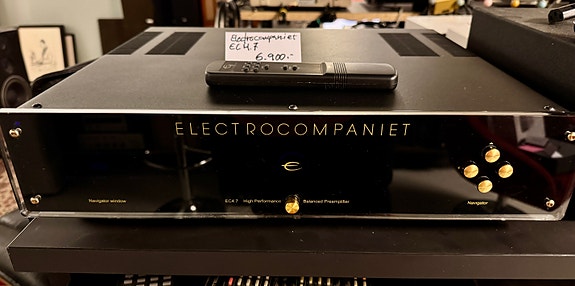 Electrocompaniet
EC4.7
6.900.-
ELECTROCOMPANIET
Navigator window
EC4.7 High Performance Balanced Preamplifier
Navigator